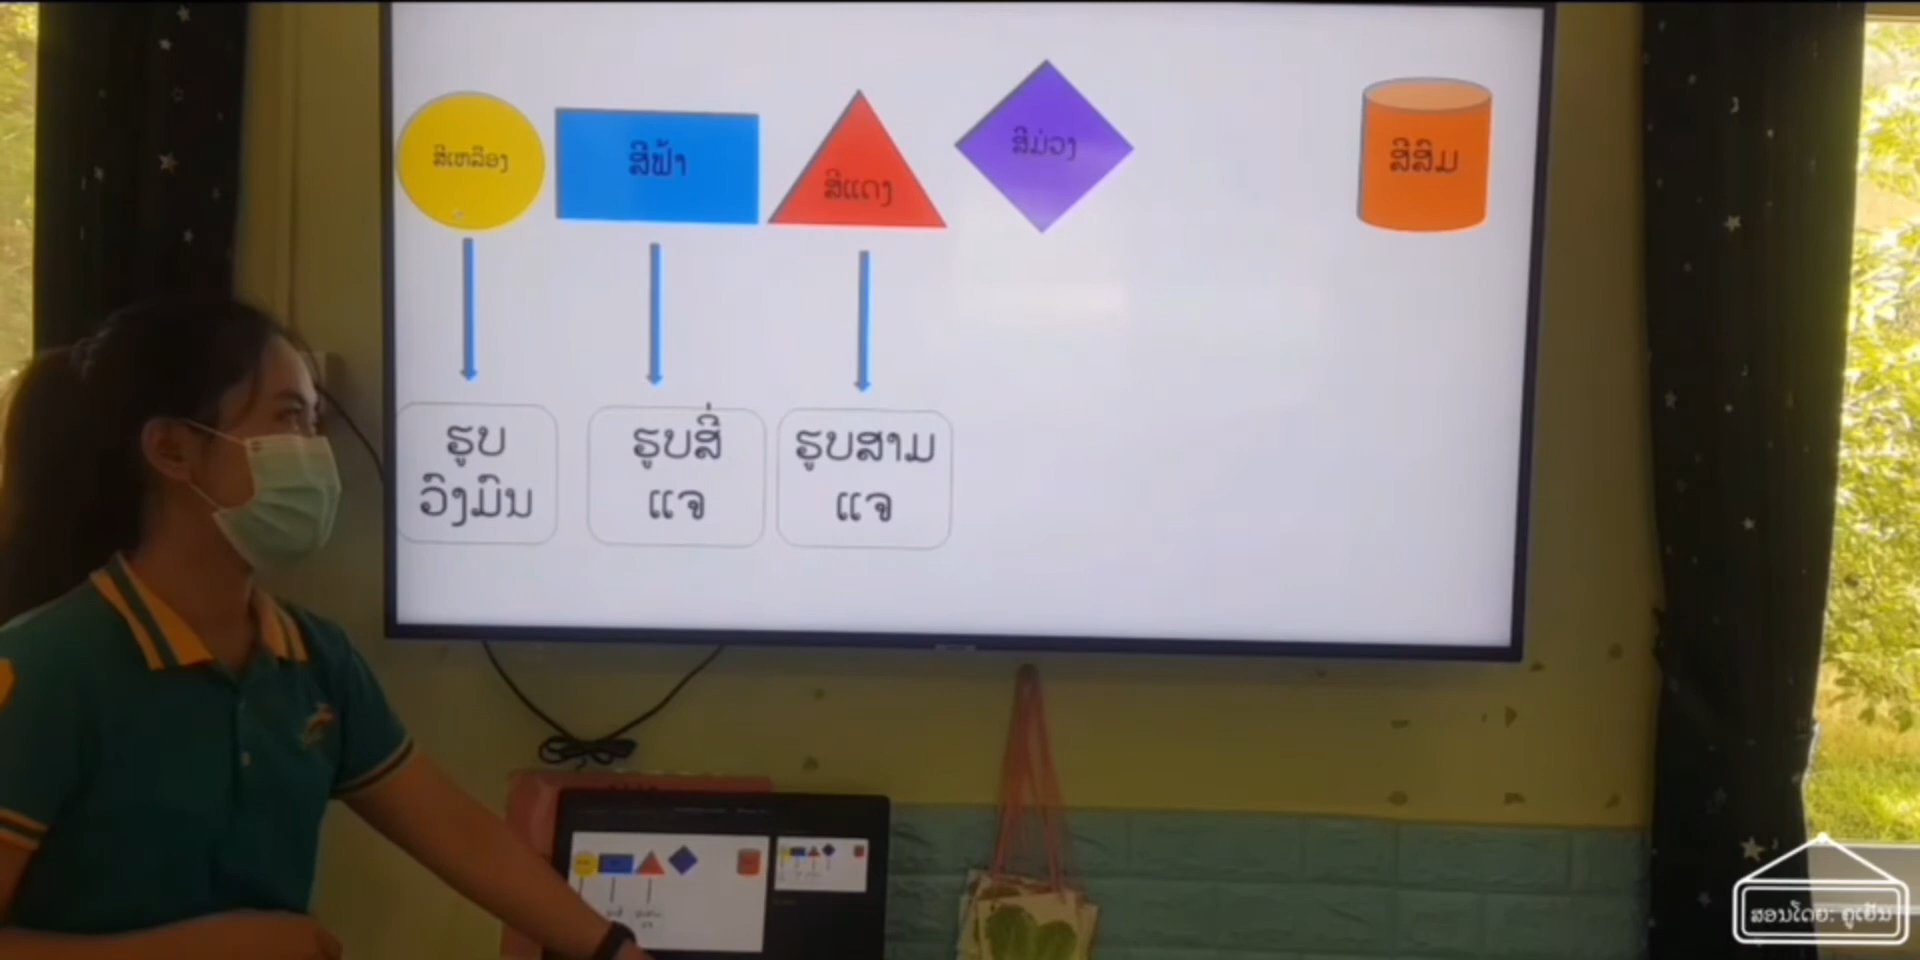 ສີເຫລືອງ
ສີຟ້າ
ສີແດງ
ສີມ່ວງ
ສີສົ້ມ
ຮູບ
ວົງມົນ
ຮູບສີ່
ແຈ
ຮູບສາມ
ແຈ
ສອນໂດຍ: ຄູເຢັນ